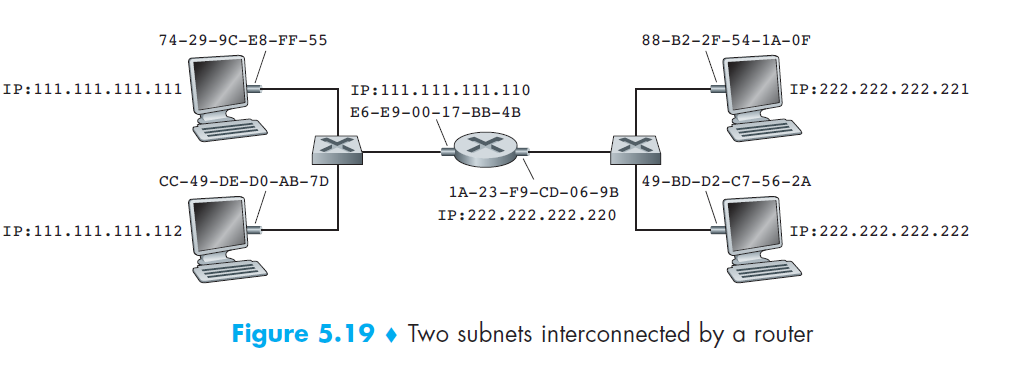 74-29-9C-E8-FF-55
88-B2-2F-54-1A-0F
IP:111.111.111.111
IP:111.111.111.110
E6-E9-00-17-BB-4B
IP:222.222.222.221
CC-49-DE-D0-AB-7D
1A-23-F9-CD-06-9B
IP:222.222.222.220
49-BD-D2-C7-56-2A
IP:111.111.111.112
IP:222.222.222.222
Figure 5.19 ♦ Two subnets interconnected by a router